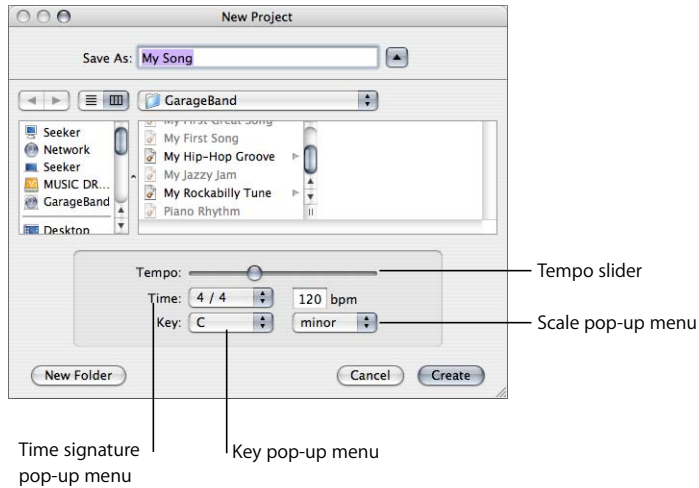 New Project
Save As: My Song
GarageBand
Seeker
Network
Seeker
MUSIC DR...
GarageBand
Desktop
My First Great Song
My First Song
My Hip-Hop Groove
My Jazzy Jam
My Rockabilly Tune
Piano Rhythm
Tempo:
Tempo slider
Time: 4 / 4 120 bpm
Key: C minor
Scale pop-up menu
New Folder Cancel Create
Time signature
pop-up menu
Key pop-up menu